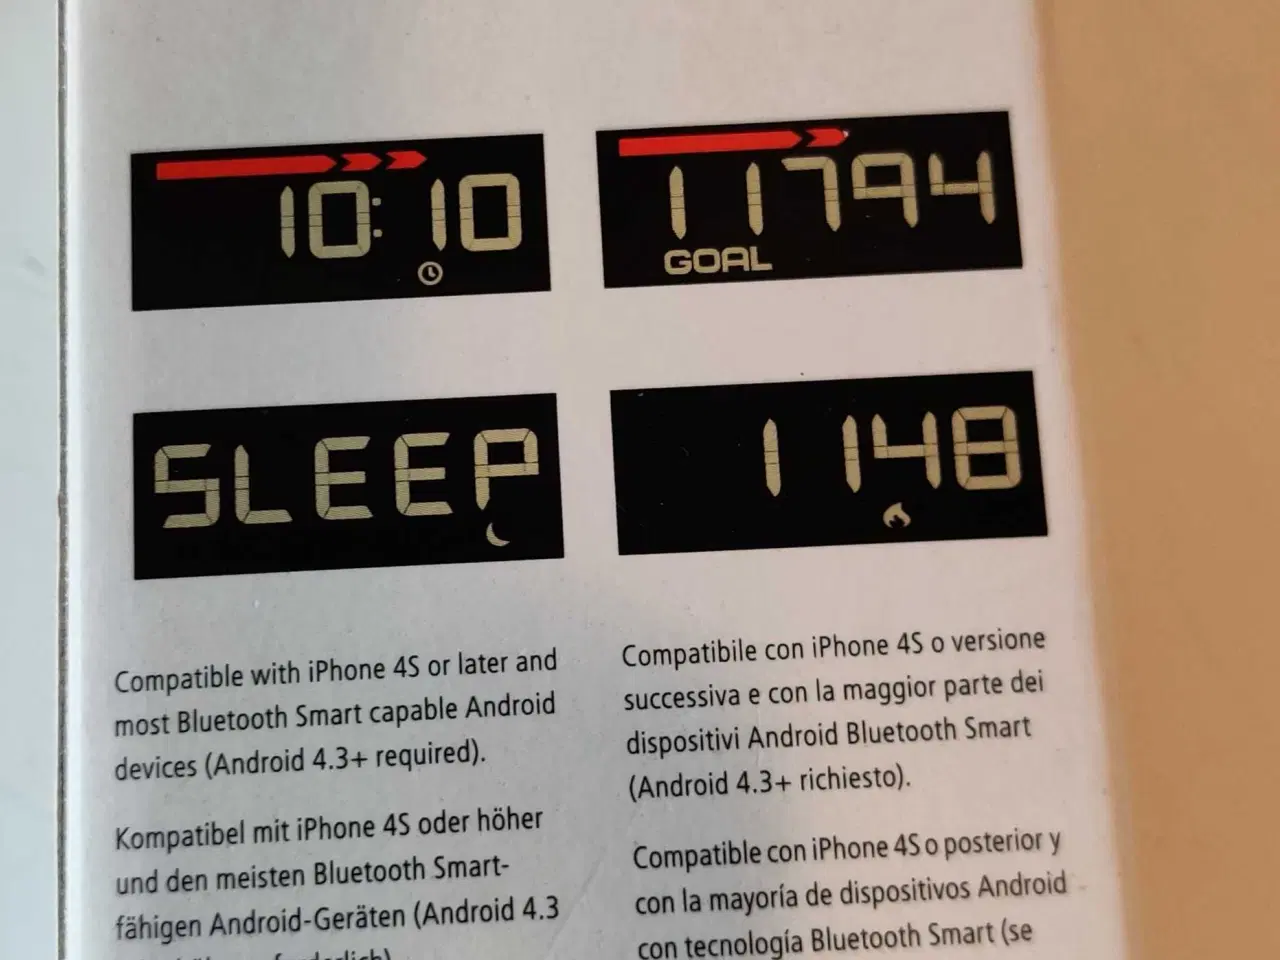 10:10
11794
GOAL
SLEEP
1148
Compatible with iPhone 4S or later and
most Bluetooth Smart capable Android
devices (Android 4.3+ required).
Kompatibel mit iPhone 4S oder höher
und den meisten Bluetooth Smart-
fähigen Android-Geräten (Android 4.3
Compatibile con iPhone 4S o versione
successiva e con la maggior parte dei
dispositivi Android Bluetooth Smart
(Android 4.3+ richiesto).
Compatible con iPhone 4S o posterior y
con la mayoría de dispositivos Android
con tecnología Bluetooth Smart (se